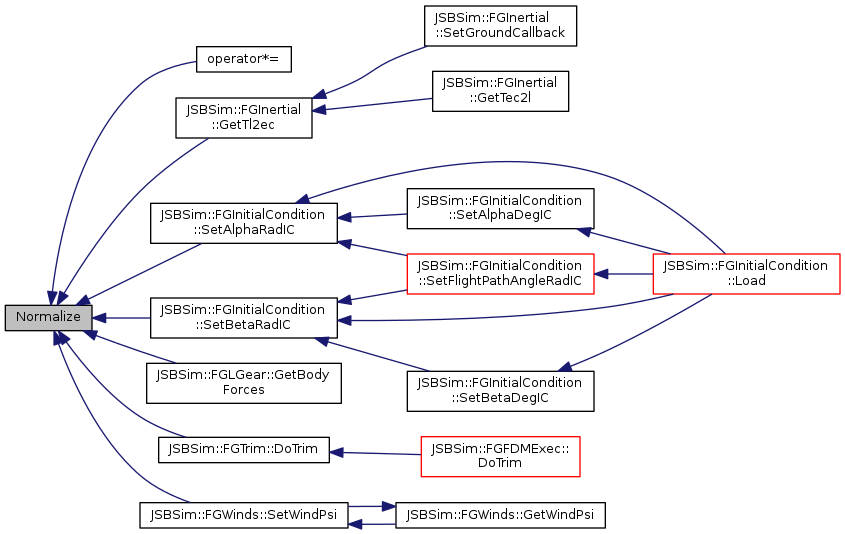 JSBSim::FGInertial
::SetGroundCallback
operator*=
JSBSim::FGInertial
::GetTec2l
JSBSim::FGInertial
::GetTl2ec
JSBSim::FGInitialCondition
::SetAlphaDegIC
JSBSim::FGInitialCondition
::SetAlphaRadIC
JSBSim::FGInitialCondition
::SetFlightPathAngleRadIC
JSBSim::FGInitialCondition
::Load
Normalize
JSBSim::FGInitialCondition
::SetBetaRadIC
JSBSim::FGLGear::GetBody
Forces
JSBSim::FGInitialCondition
::SetBetaDegIC
JSBSim::FGTrim::DoTrim
JSBSim::FGFDMExec::
DoTrim
JSBSim::FGWinds::SetWindPsi
JSBSim::FGWinds::GetWindPsi